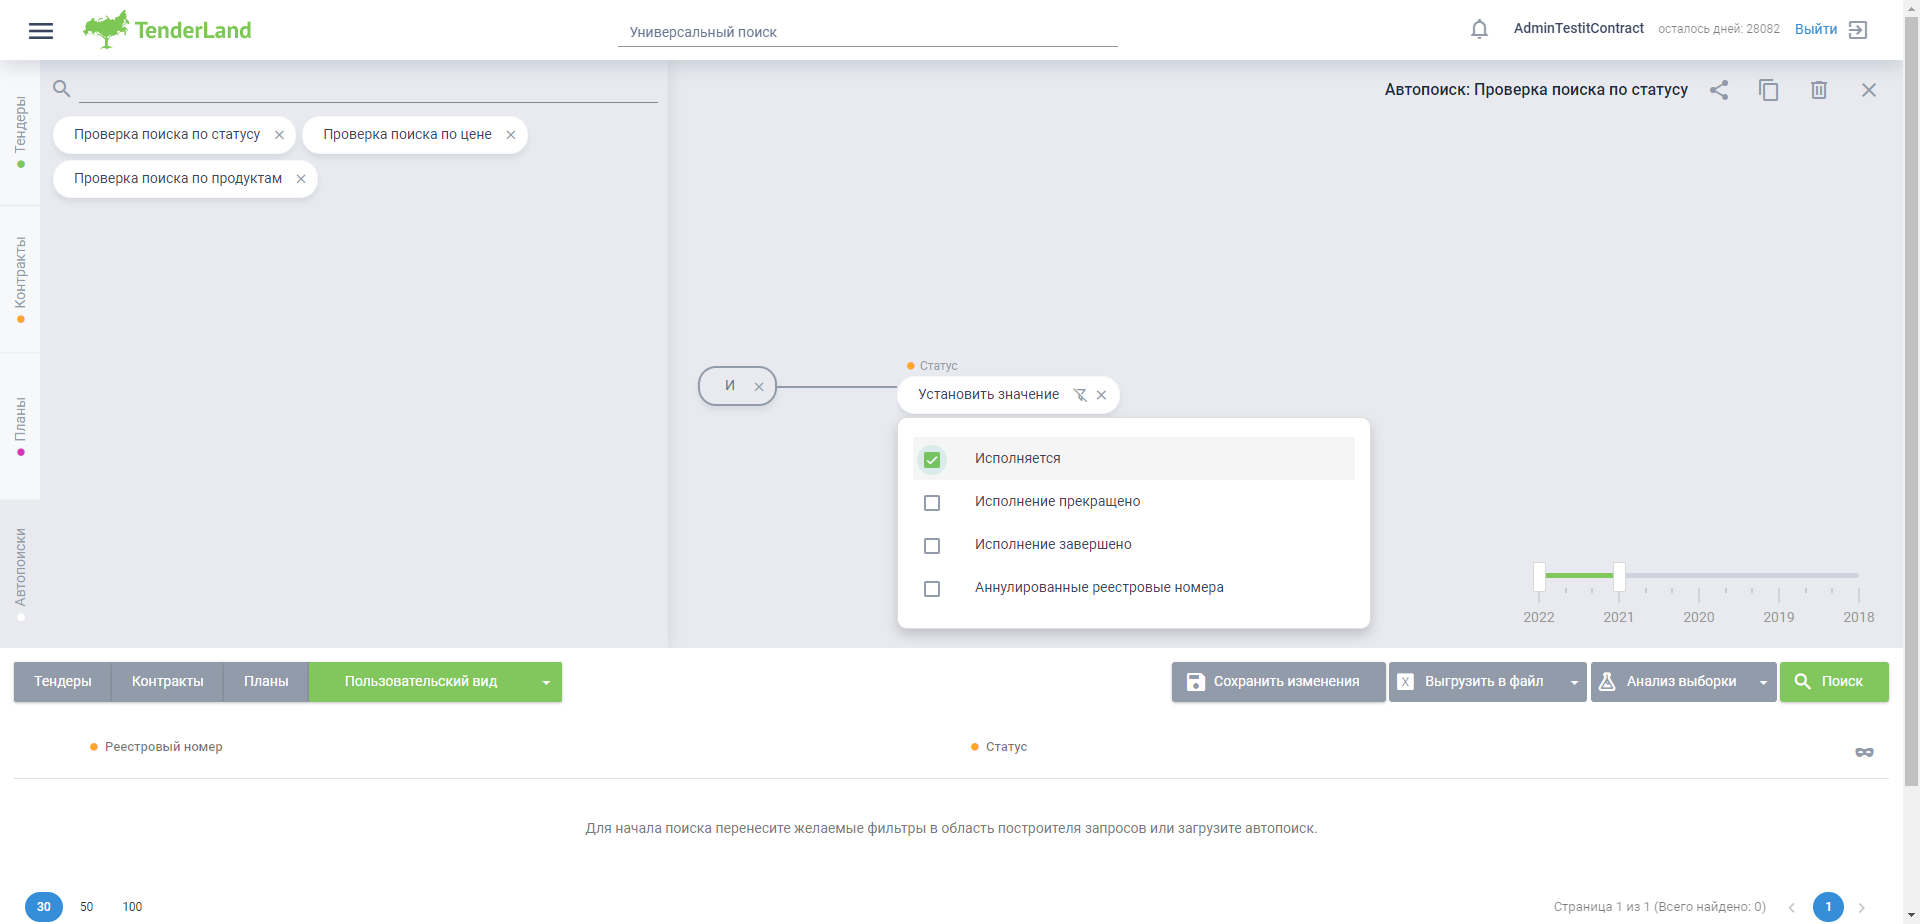 TenderLand
Универсальный поиск
AdminTestitContract
осталось дней: 28082
Выйти
Тендеры
Контракты
Планы
Автопоиски
Проверка поиска по статусу
Проверка поиска по цене
Проверка поиска по продуктам
Автопоиск: Проверка поиска по статусу
И
Статус
Установить значение
Исполняется
Исполнение прекращено
Исполнение завершено
Аннулированные реестровые номера
2022 2021 2020 2019 2018
Тендеры Контракты Планы Пользовательский вид
Сохранить изменения X Выгрузить в файл Анализ выборки Поиск
Реестровый номер Статус
Для начала поиска перенесите желаемые фильтры в область построителя запросов или загрузите автопоиск.
30 50 100
Страница 1 из 1 (Всего найдено: 0) 1